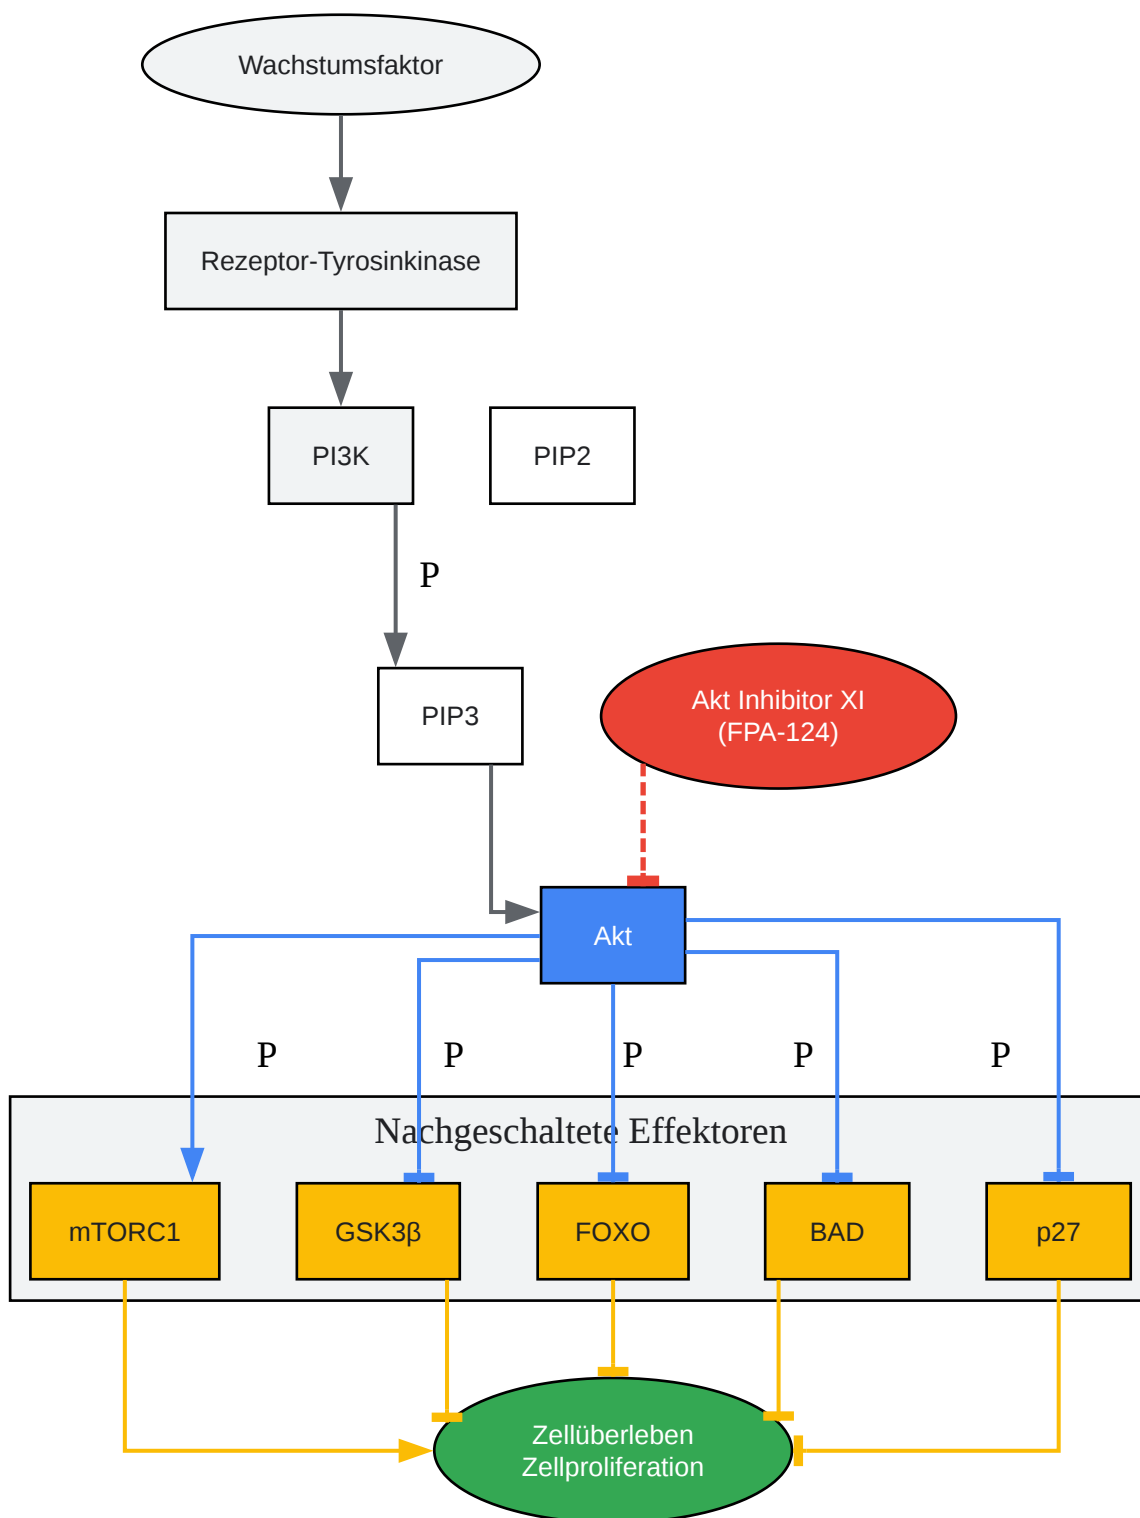 Wachstumsfaktor
Rezeptor-Tyrosinkinase
PI3K
PIP2
P
PIP3
Akt Inhibitor XI
(FPA-124)
Akt
P
P
P
P
P
Nachgeschaltete Effektoren
mTORC1
GSK3β
FOXO
BAD
p27
Zellüberleben
Zellproliferation